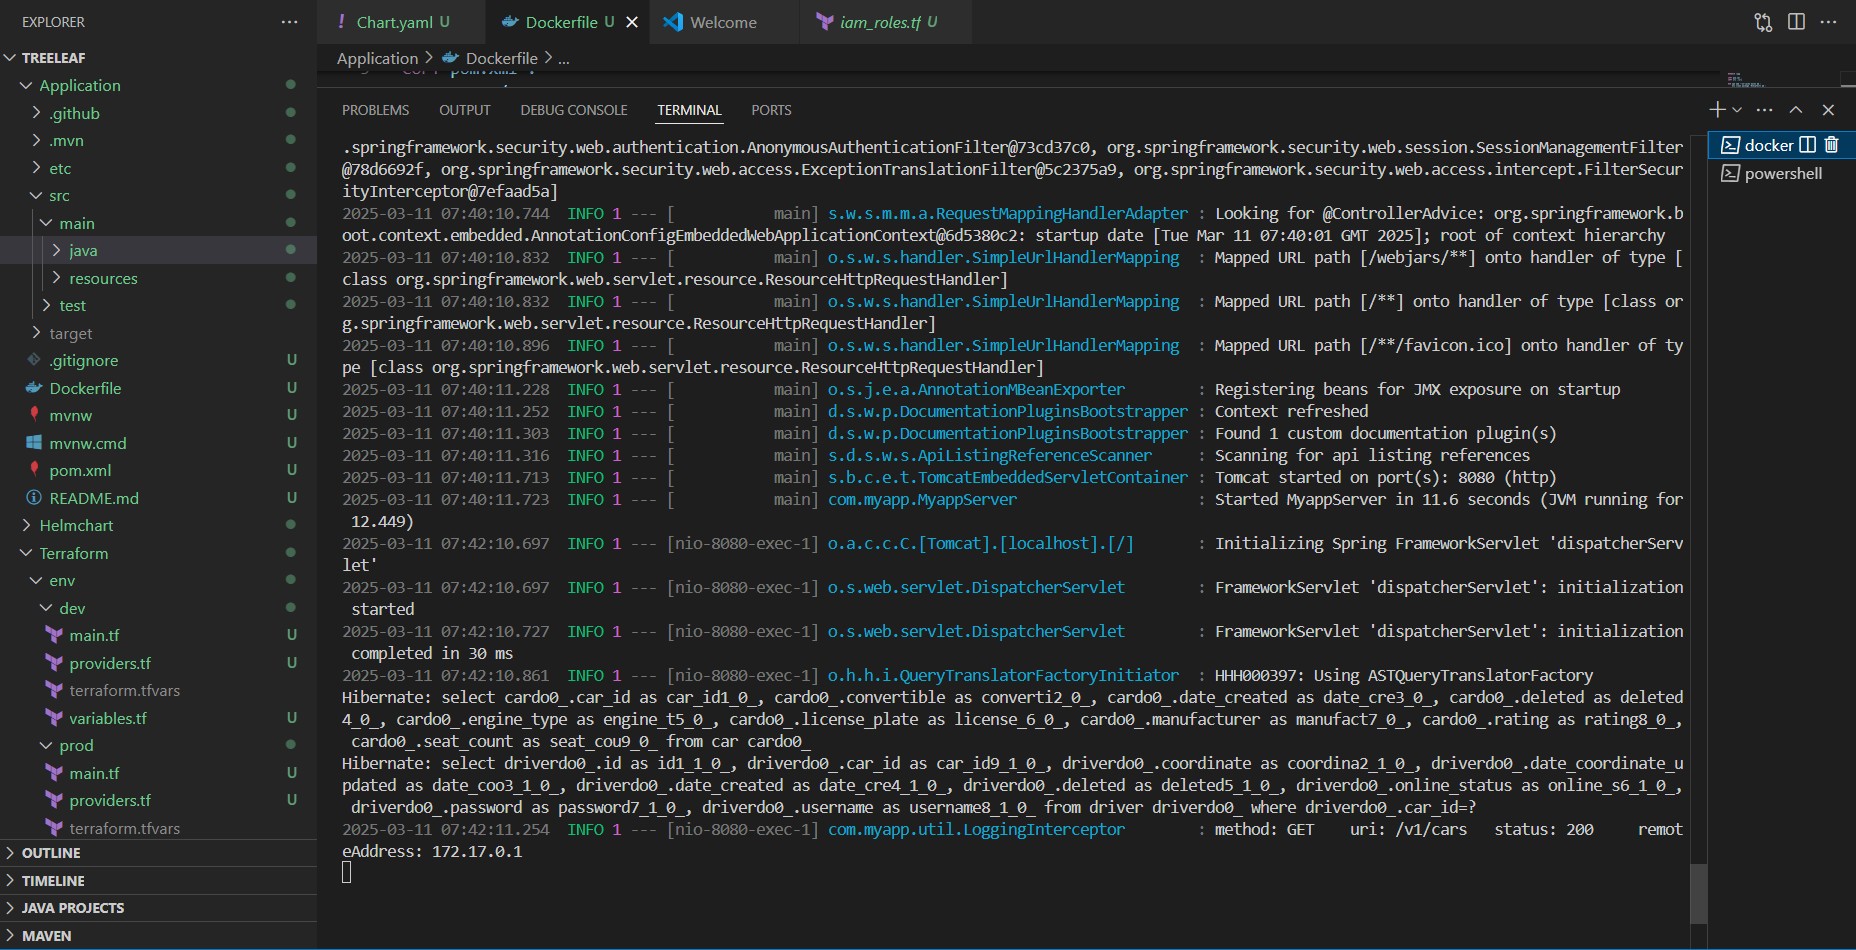 EXPLORER
TREELEAF
Application
.github
.mvn
etc
src
main
java
resources
test
target
.gitignore U
Dockerfile U
mvnw U
mvnw.cmd U
pom.xml U
README.md U
Helmchart
Terraform
env
dev
main.tf U
providers.tf U
terraform.tfvars
variables.tf U
prod
main.tf U
providers.tf U
terraform.tfvars
OUTLINE
TIMELINE
JAVA PROJECTS
MAVEN
Chart.yaml U
Dockerfile U
Welcome
iam_roles.tf U
Application > Dockerfile > ...
PROBLEMS OUTPUT DEBUG CONSOLE TERMINAL PORTS
.springframework.security.web.authentication.AnonymousAuthenticationFilter@73cd37c0, org.springframework.security.web.session.SessionManagementFilter
@78d6692f, org.springframework.security.web.access.ExceptionTranslationFilter@5c2375a9, org.springframework.security.web.access.intercept.FilterSecur
ityInterceptor@7efaad5a]
2025-03-11 07:40:10.744  INFO 1 --- [           main] s.w.s.m.m.a.RequestMappingHandlerAdapter : Looking for @ControllerAdvice: org.springframework.b
oot.context.embedded.AnnotationConfigEmbeddedWebApplicationContext@6d5380c2: startup date [Tue Mar 11 07:40:01 GMT 2025]; root of context hierarchy
2025-03-11 07:40:10.832  INFO 1 --- [           main] o.s.w.s.handler.SimpleUrlHandlerMapping  : Mapped URL path [/webjars/**] onto handler of type [
class org.springframework.web.servlet.resource.ResourceHttpRequestHandler]
2025-03-11 07:40:10.832  INFO 1 --- [           main] o.s.w.s.handler.SimpleUrlHandlerMapping  : Mapped URL path [/**] onto handler of type [class or
g.springframework.web.servlet.resource.ResourceHttpRequestHandler]
2025-03-11 07:40:10.896  INFO 1 --- [           main] o.s.w.s.handler.SimpleUrlHandlerMapping  : Mapped URL path [/**/favicon.ico] onto handler of ty
pe [class org.springframework.web.servlet.resource.ResourceHttpRequestHandler]
2025-03-11 07:40:11.228  INFO 1 --- [           main] o.s.j.e.a.AnnotationMBeanExporter        : Registering beans for JMX exposure on startup
2025-03-11 07:40:11.252  INFO 1 --- [           main] d.s.w.p.DocumentationPluginsBootstrapper : Context refreshed
2025-03-11 07:40:11.303  INFO 1 --- [           main] d.s.w.p.DocumentationPluginsBootstrapper : Found 1 custom documentation plugin(s)
2025-03-11 07:40:11.316  INFO 1 --- [           main] s.d.s.w.s.ApiListingReferenceScanner     : Scanning for api listing references
2025-03-11 07:40:11.713  INFO 1 --- [           main] s.b.c.e.t.TomcatEmbeddedServletContainer : Tomcat started on port(s): 8080 (http)
2025-03-11 07:40:11.723  INFO 1 --- [           main] com.myapp.MyappServer                    : Started MyappServer in 11.6 seconds (JVM running for
 12.449)
2025-03-11 07:42:10.697  INFO 1 --- [nio-8080-exec-1] o.a.c.c.C.[Tomcat].[localhost].[/]       : Initializing Spring FrameworkServlet 'dispatcherServ
let'
2025-03-11 07:42:10.697  INFO 1 --- [nio-8080-exec-1] o.s.web.servlet.DispatcherServlet        : FrameworkServlet 'dispatcherServlet': initialization
 started
2025-03-11 07:42:10.727  INFO 1 --- [nio-8080-exec-1] o.s.web.servlet.DispatcherServlet        : FrameworkServlet 'dispatcherServlet': initialization
 completed in 30 ms
2025-03-11 07:42:10.861  INFO 1 --- [nio-8080-exec-1] o.h.h.i.QueryTranslatorFactoryInitiator  : HHH000397: Using ASTQueryTranslatorFactory
Hibernate: select cardo0_.car_id as car_id1_0_, cardo0_.convertible as converti2_0_, cardo0_.date_created as date_cre3_0_, cardo0_.deleted as deleted
4_0_, cardo0_.engine_type as engine_t5_0_, cardo0_.license_plate as license_6_0_, cardo0_.manufacturer as manufact7_0_, cardo0_.rating as rating8_0_,
 cardo0_.seat_count as seat_cou9_0_ from car cardo0_
Hibernate: select driverdo0_.id as id1_1_0_, driverdo0_.car_id as car_id9_1_0_, driverdo0_.coordinate as coordina2_1_0_, driverdo0_.date_coordinate_u
pdated as date_coo3_1_0_, driverdo0_.date_created as date_cre4_1_0_, driverdo0_.deleted as deleted5_1_0_, driverdo0_.online_status as online_s6_1_0_,
 driverdo0_.password as password7_1_0_, driverdo0_.username as username8_1_0_ from driver driverdo0_ where driverdo0_.car_id=?
2025-03-11 07:42:11.254  INFO 1 --- [nio-8080-exec-1] com.myapp.util.LoggingInterceptor        : method: GET    uri: /v1/cars   status: 200     remot
eAddress: 172.17.0.1
docker
powershell